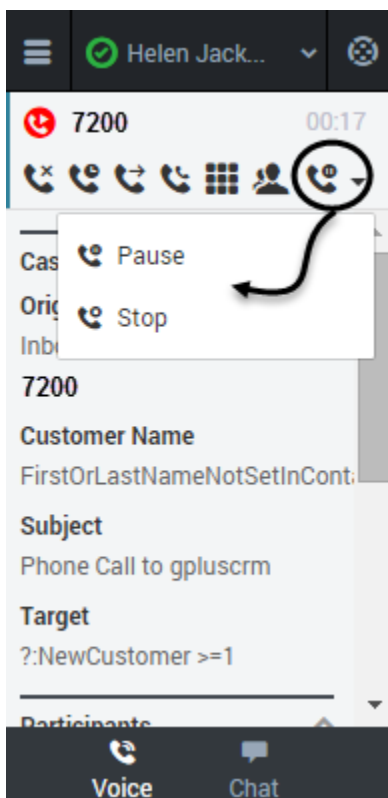 Helen Jack...
7200 00:17
Pause
Stop
Cas
Orig
Inb
7200
Customer Name
FirstOrLastNameNotSetInConta
Subject
Phone Call to gpluscrm
Target
?:NewCustomer >=1
Participants
Voice Chat